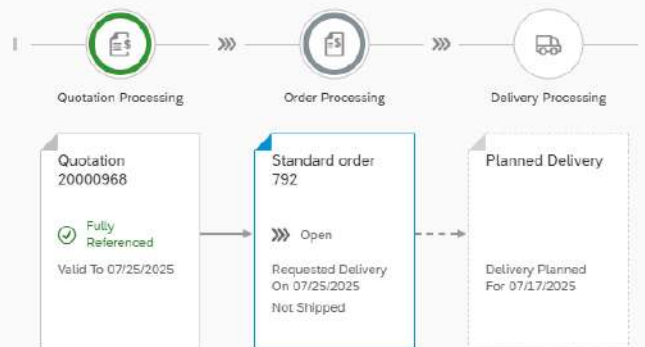 Quotation Processing
Order Processing
Delivery Processing
Quotation
20000968
Fully
Referenced
Valid To 07/25/2025
Standard order
792
Open
Requested Delivery
On 07/25/2025
Not Shipped
Planned Delivery
Delivery Planned
For 07/17/2025